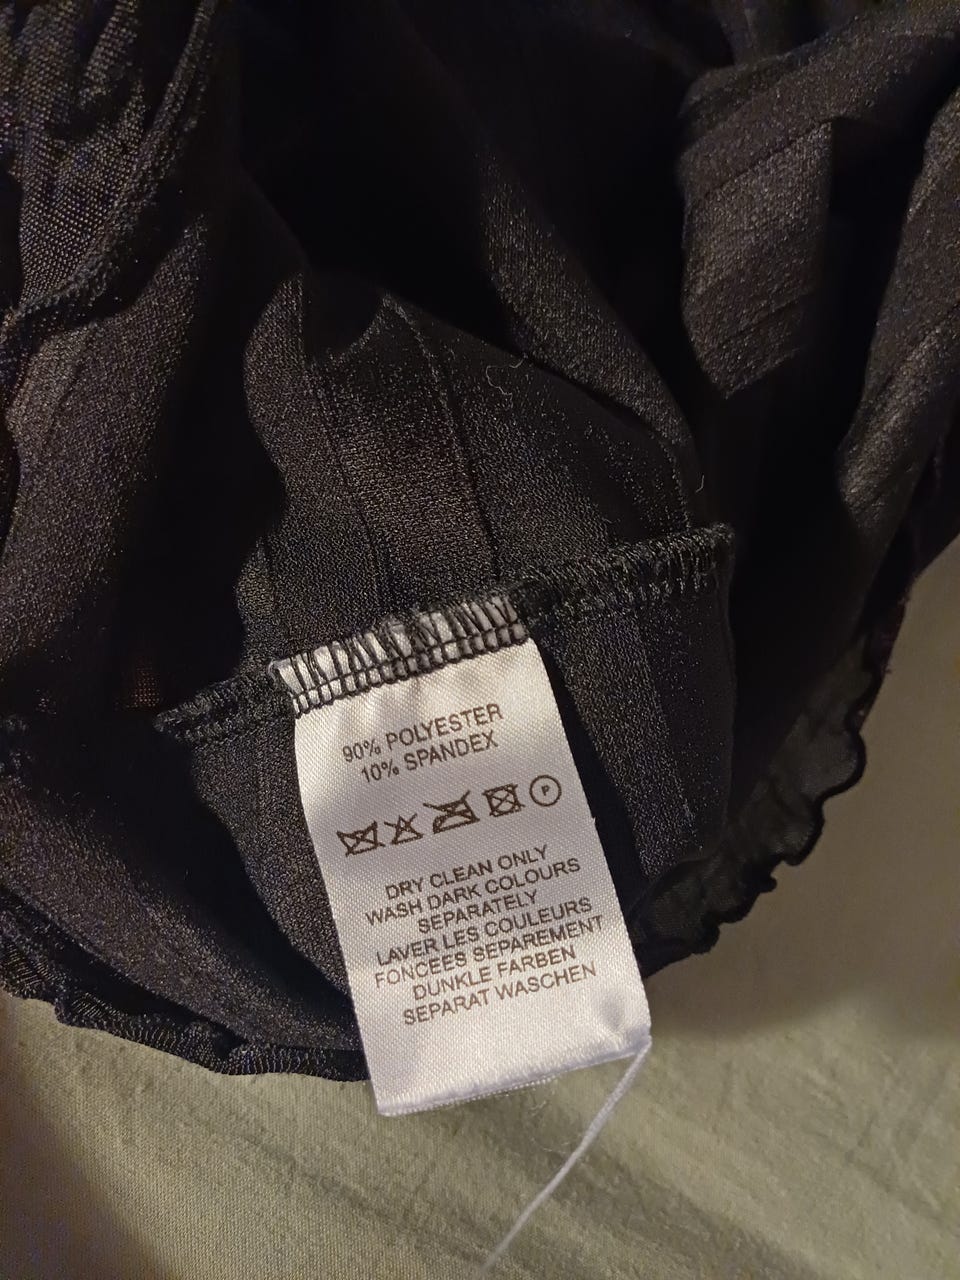 90% POLYESTER
10% SPANDEX
P
DRY CLEAN ONLY
WASH DARK COLOURS
SEPARATELY
LAVER LES COULEURS
FONCEES SEPAREMENT
DUNKLE FARBEN
SEPARAT WASCHEN